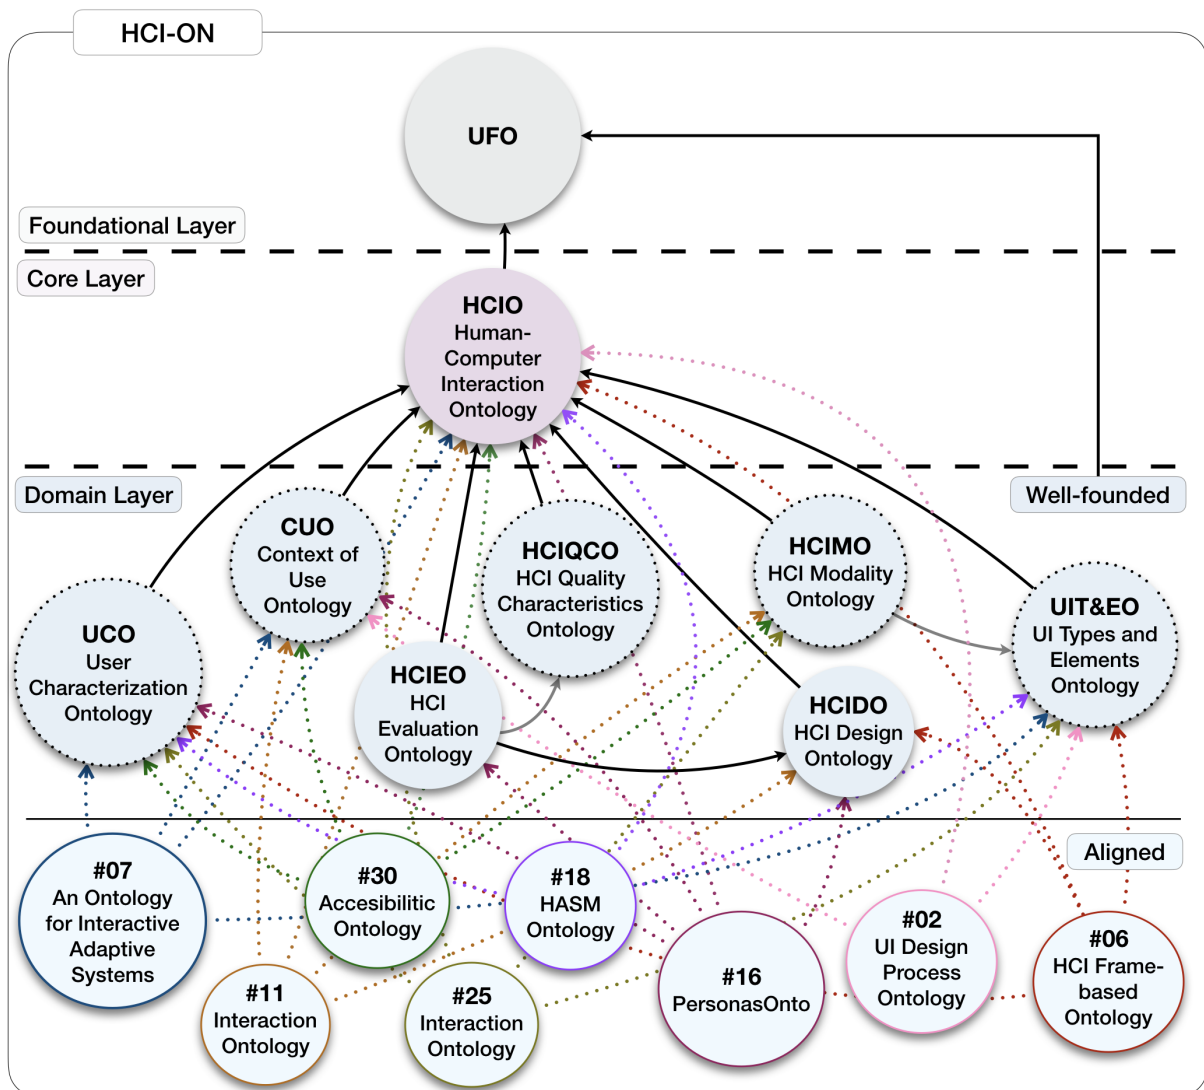 HCI-ON
UFO
Foundational Layer
Core Layer
HCIO
Human-
Computer
Interaction
Ontology
Domain Layer
Well-founded
CUO
Context of
Use
Ontology
HCIQCO
HCI Quality
Characteristics
Ontology
HCIMO
HCI Modality
Ontology
UIT&EO
UI Types and
Elements
Ontology
UCO
User
Characterization
Ontology
HCIEO
HCI
Evaluation
Ontology
HCIDO
HCI Design
Ontology
Aligned
#07
An Ontology
for Interactive
Adaptive
Systems
#30
Accesibilitic
Ontology
#18
HASM
Ontology
#02
UI Design
Process
Ontology
#06
HCI Frame-
based
Ontology
#11
Interaction
Ontology
#25
Interaction
Ontology
#16
PersonasOnto